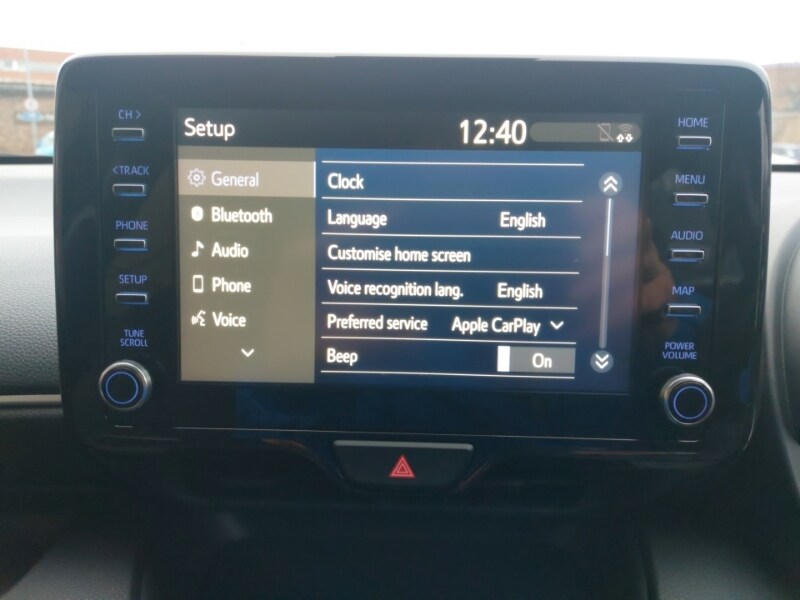 CH >
< TRACK
PHONE
SETUP
TUNE
SCROLL
Setup
12:40
General
Bluetooth
Audio
Phone
Voice
Clock
Language English
Customise home screen
Voice recognition lang. English
Preferred service Apple CarPlay
Beep On
HOME
MENU
AUDIO
MAP
POWER
VOLUME